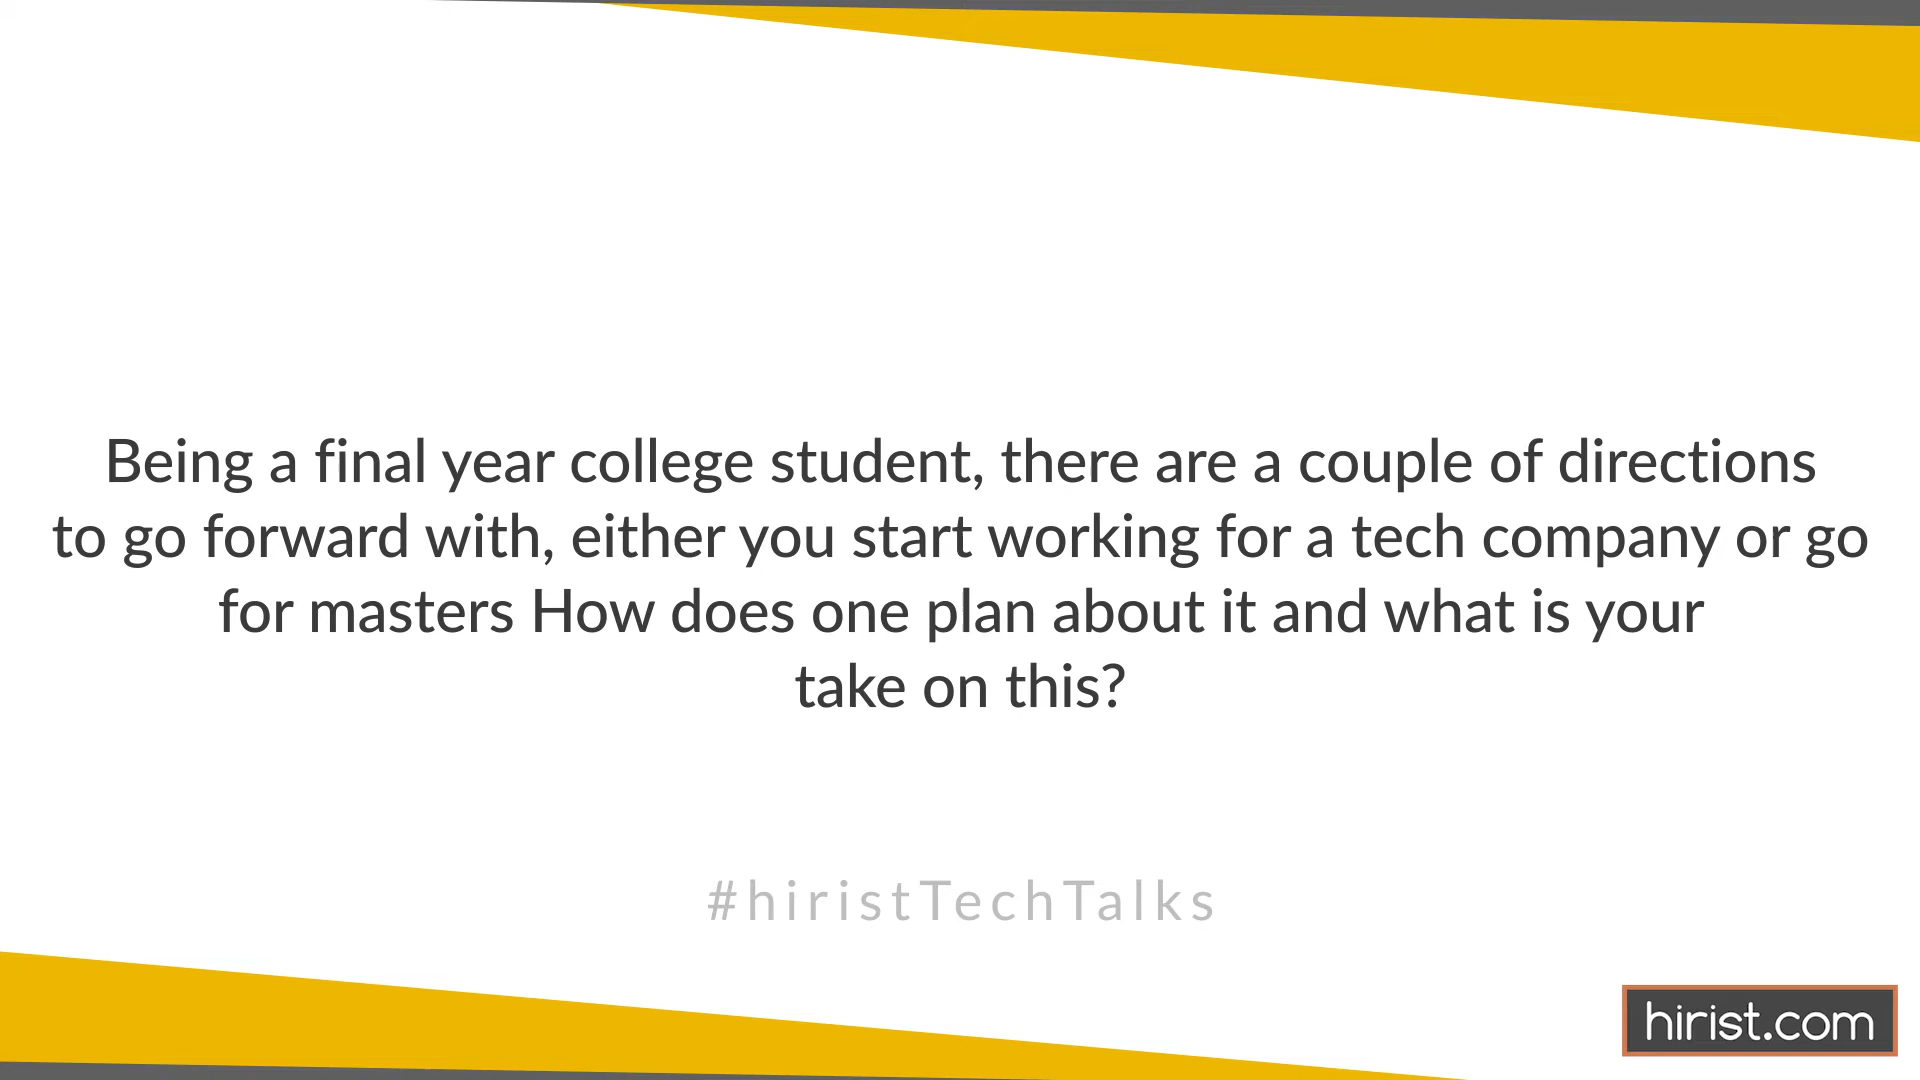 Being a final year college student, there are a couple of directions
to go forward with, either you start working for a tech company or go
for masters How does one plan about it and what is your
take on this?
#hiristTechTalks
hirist.com